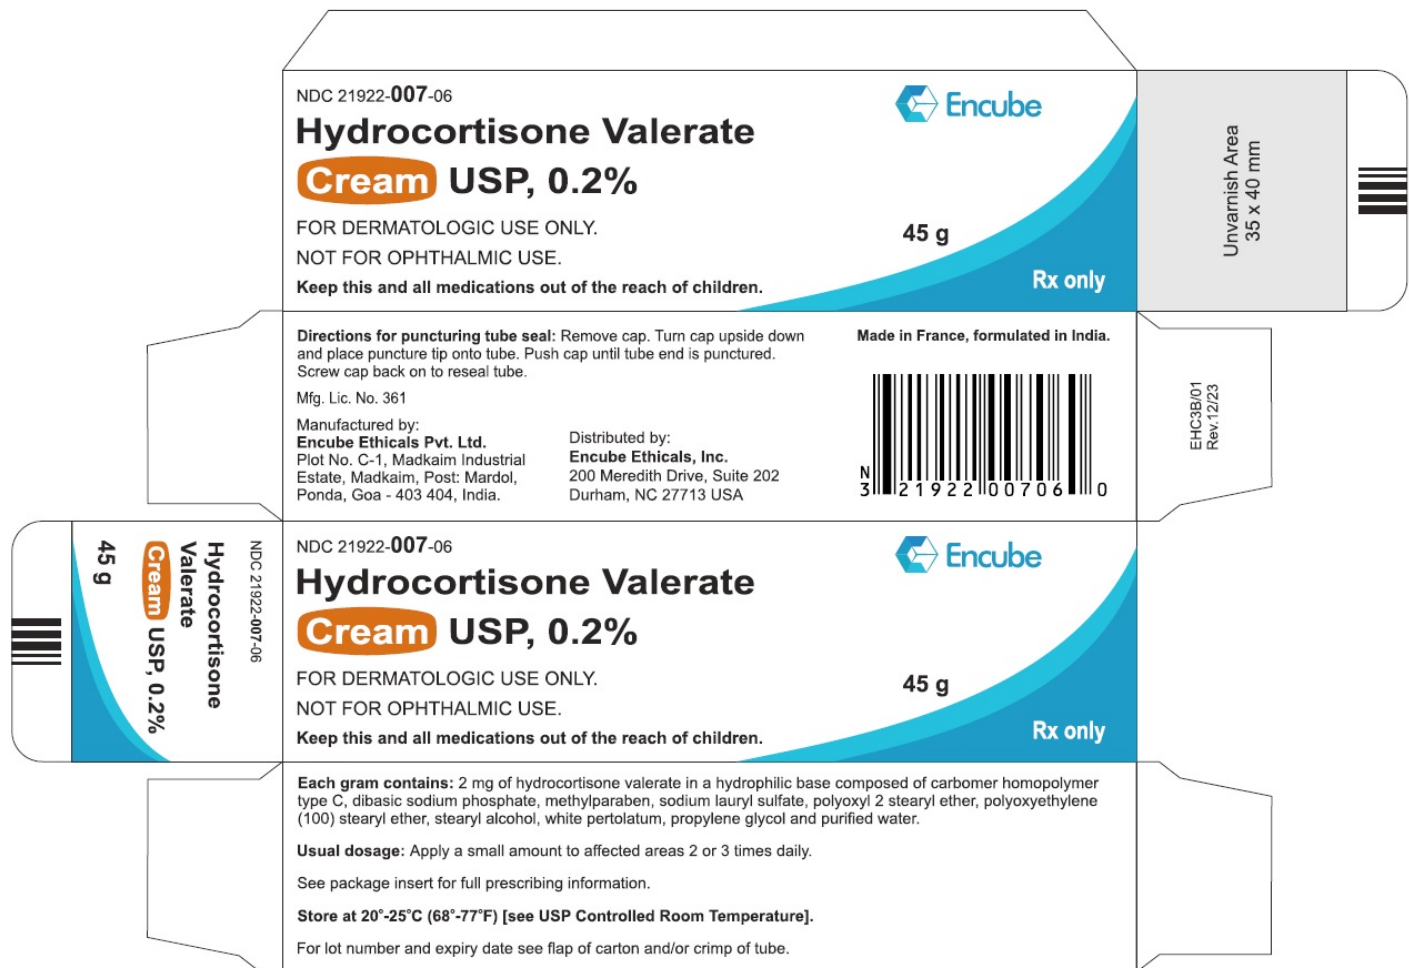 NDC 21922-007-06
Encube
Hydrocortisone Valerate
Cream USP, 0.2%
FOR DERMATOLOGIC USE ONLY.
45 g
NOT FOR OPHTHALMIC USE.
Keep this and all medications out of the reach of children.
Rx only
Unvarnish Area
35 x 40 mm
Directions for puncturing tube seal: Remove cap. Turn cap upside down
and place puncture tip onto tube. Push cap until tube end is punctured.
Screw cap back on to reseal tube.
Mfg. Lic. No. 361
Manufactured by:
Encube Ethicals Pvt. Ltd.
Plot No. C-1, Madkaim Industrial
Estate, Madkaim, Post: Mardol,
Ponda, Goa - 403 404, India.
Distributed by:
Encube Ethicals, Inc.
200 Meredith Drive, Suite 202
Durham, NC 27713 USA
Made in France, formulated in India.
N
3 21922 00706 0
EHC3B/01
Rev.12/23
NDC 21922-007-06
Hydrocortisone
Valerate
Cream USP, 0.2%
45 g
NDC 21922-007-06
Encube
Hydrocortisone Valerate
Cream USP, 0.2%
FOR DERMATOLOGIC USE ONLY.
45 g
NOT FOR OPHTHALMIC USE.
Keep this and all medications out of the reach of children.
Rx only
Each gram contains: 2 mg of hydrocortisone valerate in a hydrophilic base composed of carbomer homopolymer
type C, dibasic sodium phosphate, methylparaben, sodium lauryl sulfate, polyoxyl 2 stearyl ether, polyoxyethylene
(100) stearyl ether, stearyl alcohol, white pertolatum, propylene glycol and purified water.
Usual dosage: Apply a small amount to affected areas 2 or 3 times daily.
See package insert for full prescribing information.
Store at 20°-25°C (68°-77°F) [see USP Controlled Room Temperature].
For lot number and expiry date see flap of carton and/or crimp of tube.